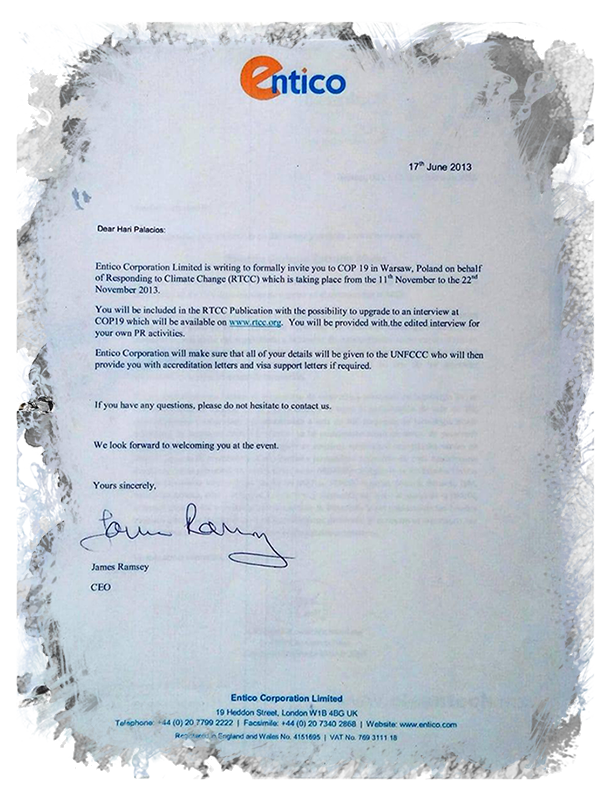 entico
17th June 2013
Dear Hari Palacios:
Entico Corporation Limited is writing to formally invite you to COP 19 in Warsaw, Poland on behalf
of Responding to Climate Change (RTCC) which is taking place from the 11th November to the 22nd
November 2013.
You will be included in the RTCC Publication with the possibility to upgrade to an interview at
COP19 which will be available on www.rtcc.org. You will be provided with the edited interview for
your own PR activities.
Entico Corporation will make sure that all of your details will be given to the UNFCCC who will then
provide you with accreditation letters and visa support letters if required.
If you have any questions, please do not hesitate to contact us.
We look forward to welcoming you at the event.
Yours sincerely,
James Ramsey
CEO
Entico Corporation Limited
19 Heddon Street, London W1B 4BG UK
Telephone: +44 (0) 20 7799 2222 | Facsimile: +44 (0) 20 7340 2868 | Website: www.entico.com
Registered in England and Wales No. 4151695 | VAT No. 769 3111 18